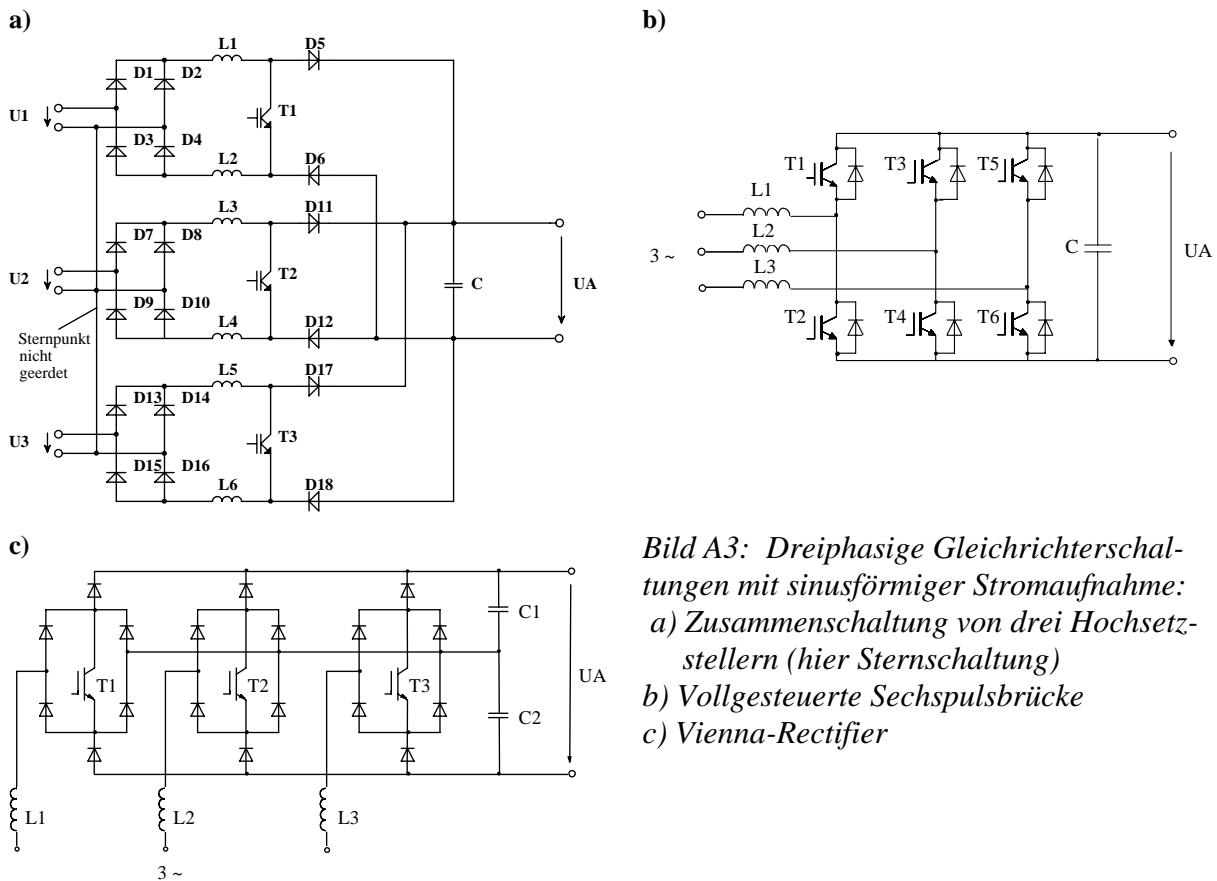 a)
L1
D5
D1
D2
U1
T1
D3
D4
L2
D6
L3
D11
D7
D8
U2
T2
C
UA
D9
D10
L4
D12
Sternpunkt
nicht
geerdet
L5
D17
D13
D14
U3
T3
D15
D16
L6
D18
b)
T1
T3
T5
L1
L2
L3
3 ~
C
UA
T2
T4
T6
c)
C1
T1
T2
T3
UA
C2
L1
L2
L3
3 ~
Bild A3: Dreiphasige Gleichrichterschal-
tungen mit sinusförmiger Stromaufnahme:
a) Zusammenschaltung von drei Hochsetz-
stellern (hier Sternschaltung)
b) Vollgesteuerte Sechspulsbrücke
c) Vienna-Rectifier